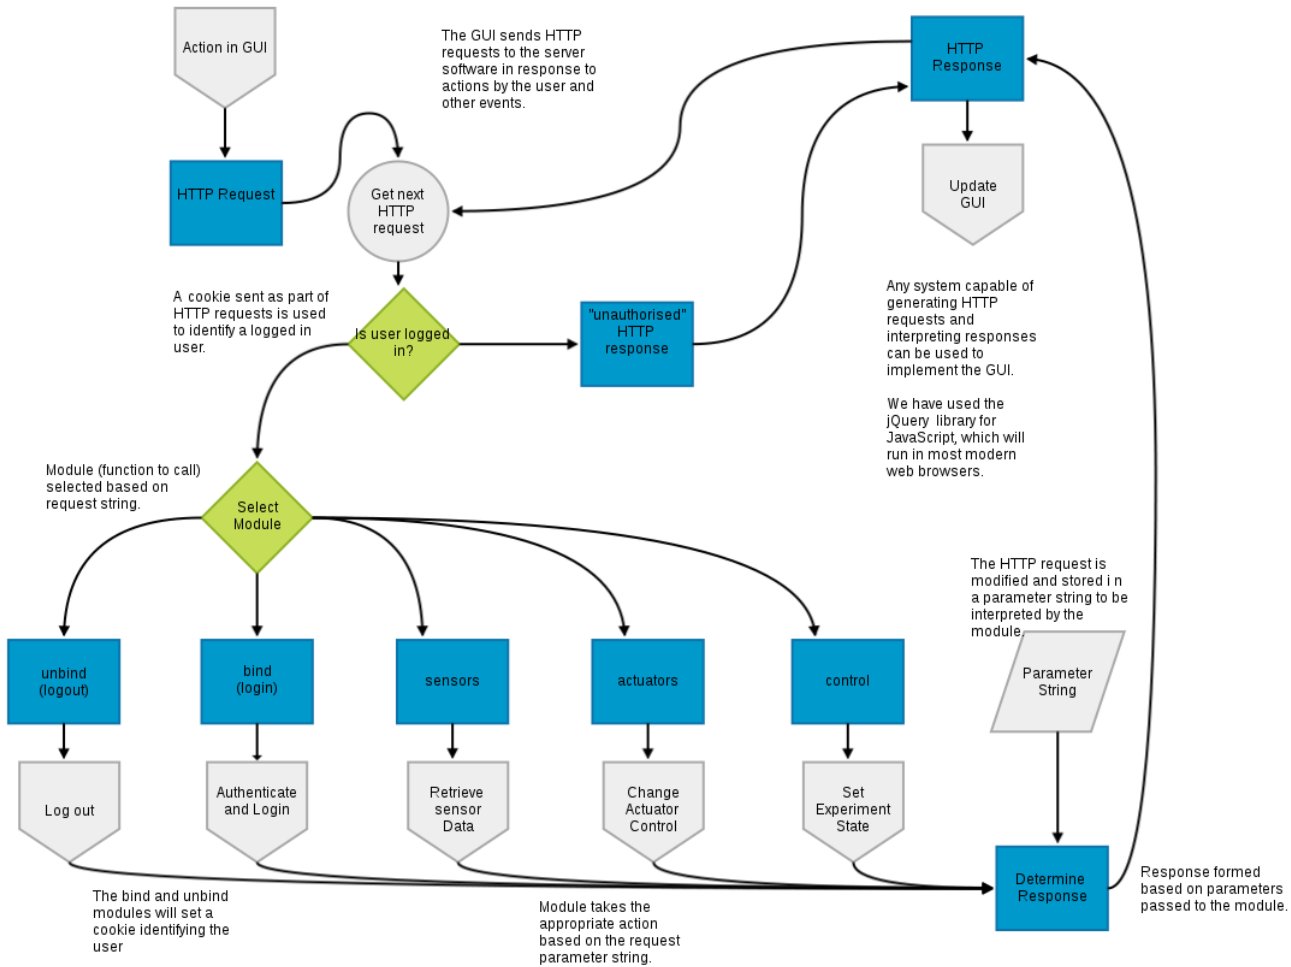 Action in GUI
The GUI sends HTTP
requests to the server
software in response to
actions by the user and
other events.
HTTP
Response
HTTP Request
Get next
HTTP
request
Update
GUI
A cookie sent as part of
HTTP requests is used
to identify a logged in
user.
Is user logged
in?
"unauthorised"
HTTP
response
Any system capable of
generating HTTP
requests and
interpreting responses
can be used to
implement the GUI.
We have used the
jQuery library for
JavaScript, which will
run in most modern
web browsers.
Module (function to call)
selected based on
request string.
Select
Module
The HTTP request is
modified and stored i n
a parameter string to be
interpreted by the
module.
unbind
(logout)
bind
(login)
sensors
actuators
control
Parameter
String
Log out
Authenticate
and Login
Retrieve
sensor
Data
Change
Actuator
Control
Set
Experiment
State
Determine
Response
Response formed
based on parameters
passed to the module.
The bind and unbind
modules will set a
cookie identifying the
user
Module takes the
appropriate action
based on the request
parameter string.